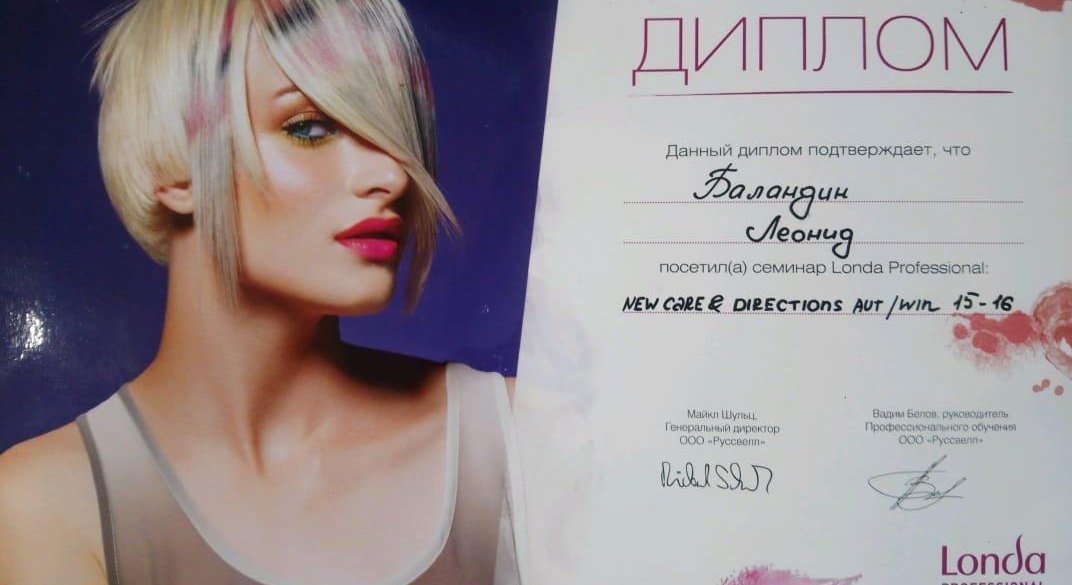 ДИПЛОМ
Данный диплом подтверждает, что
Баландин
Леонид
посетил(а) семинар Londa Professional:
NEW CARE & DIRECTIONS AUT/WIN 15-16
Майкл Шульц,
Генеральный директор
ООО «Руссвелл»
Вадим Белов, руководитель
Профессионального обучения
ООО «Руссвелл»
Londa
PROFESSIONAL